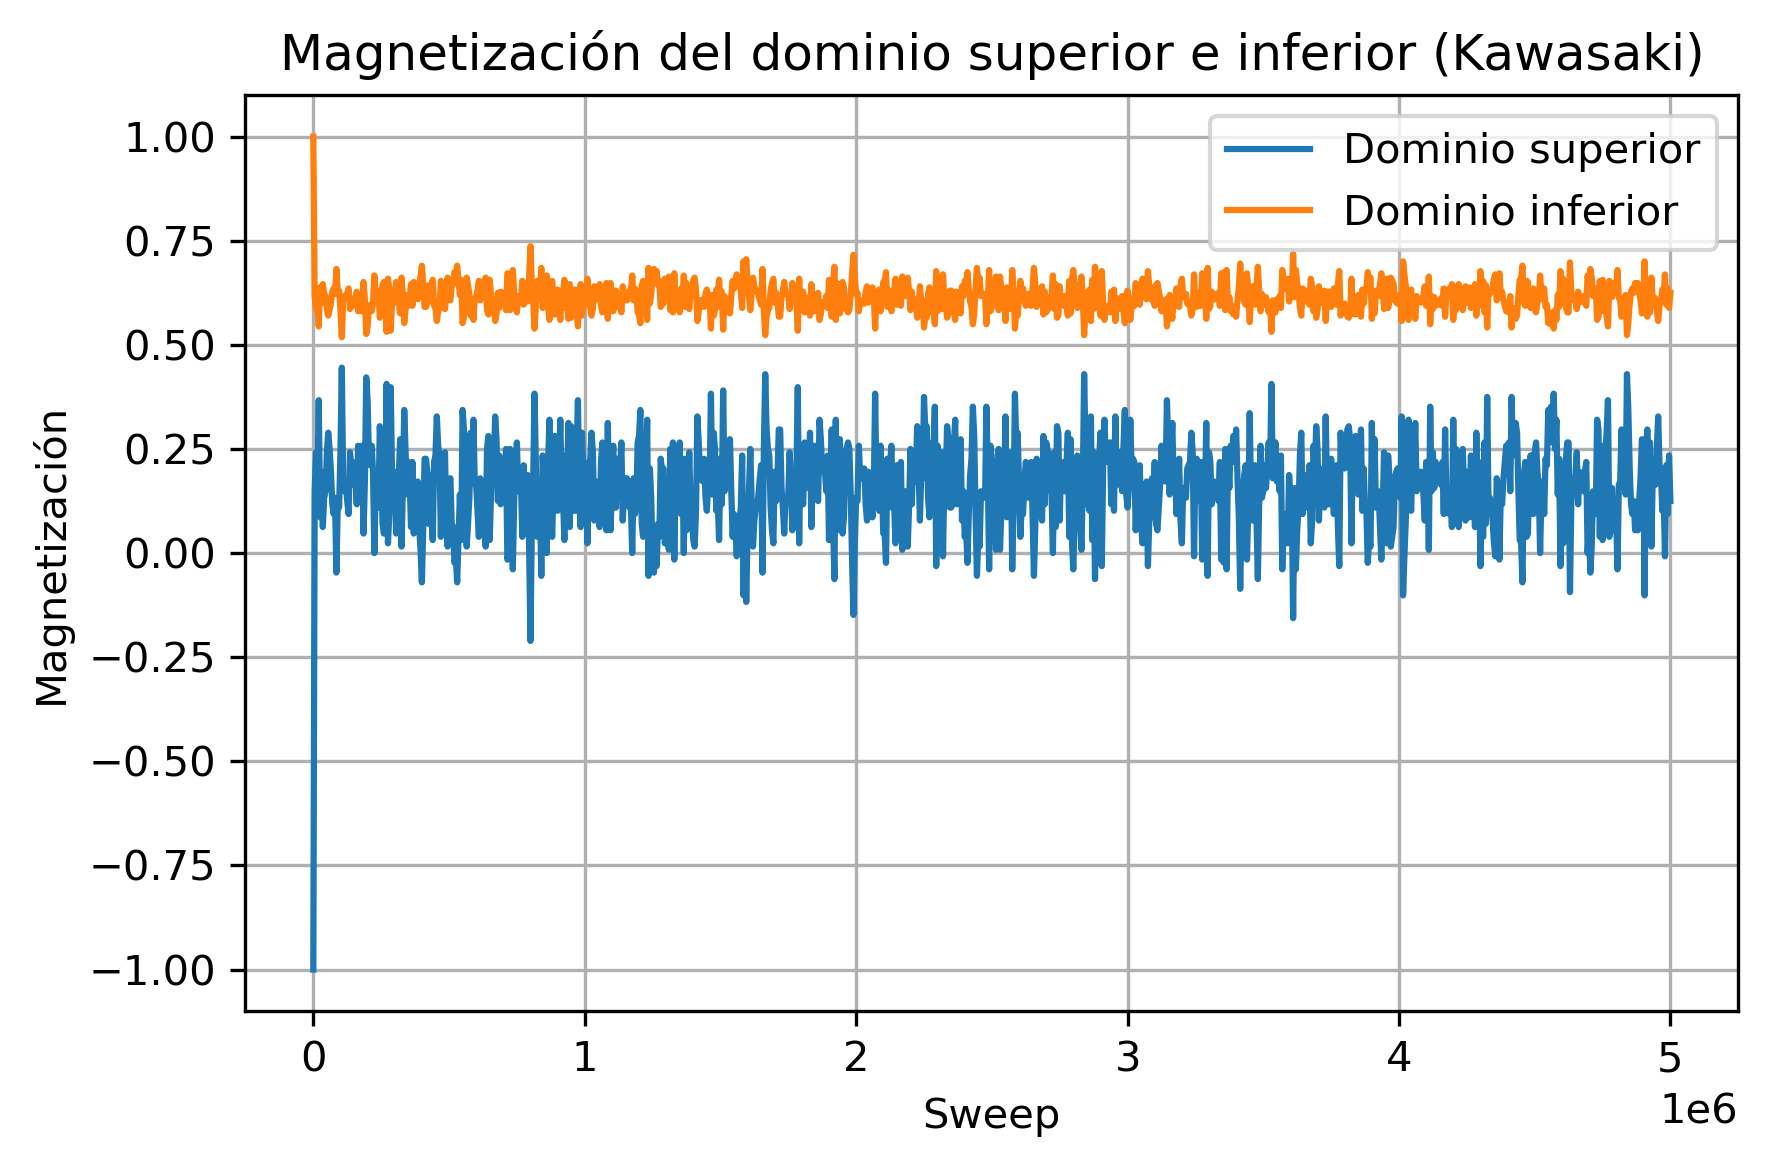 Magnetización del dominio superior e inferior (Kawasaki)
Dominio superior
Dominio inferior
1.00
0.75
0.50
0.25
0.00
−0.25
−0.50
−0.75
−1.00
Magnetización
0 1 2 3 4 5
1e6
Sweep